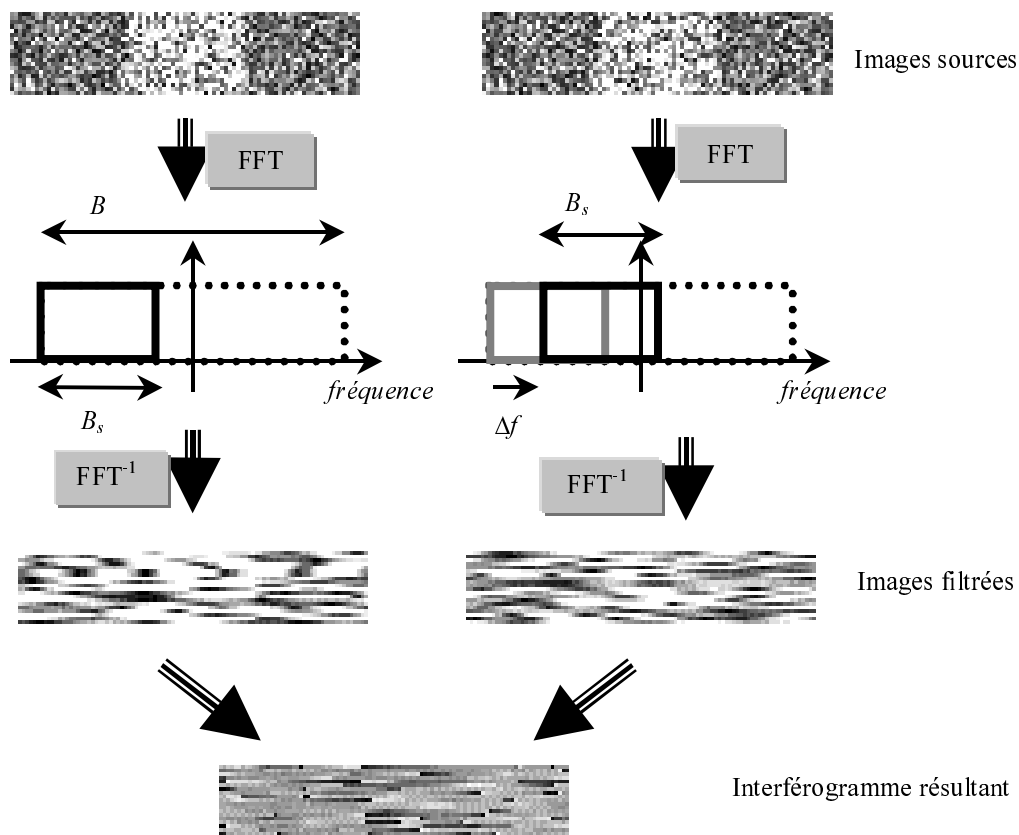 Images sources
FFT
FFT
B
B_s
fréquence
fréquence
B_s
Δf
FFT⁻¹
FFT⁻¹
Images filtrées
Interférogramme résultant